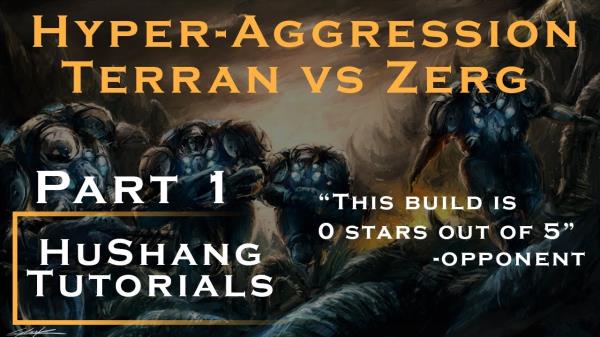 Hyper-Aggression
Terran vs Zerg
Part 1
HuShang
Tutorials
“This build is
0 stars out of 5”
-opponent